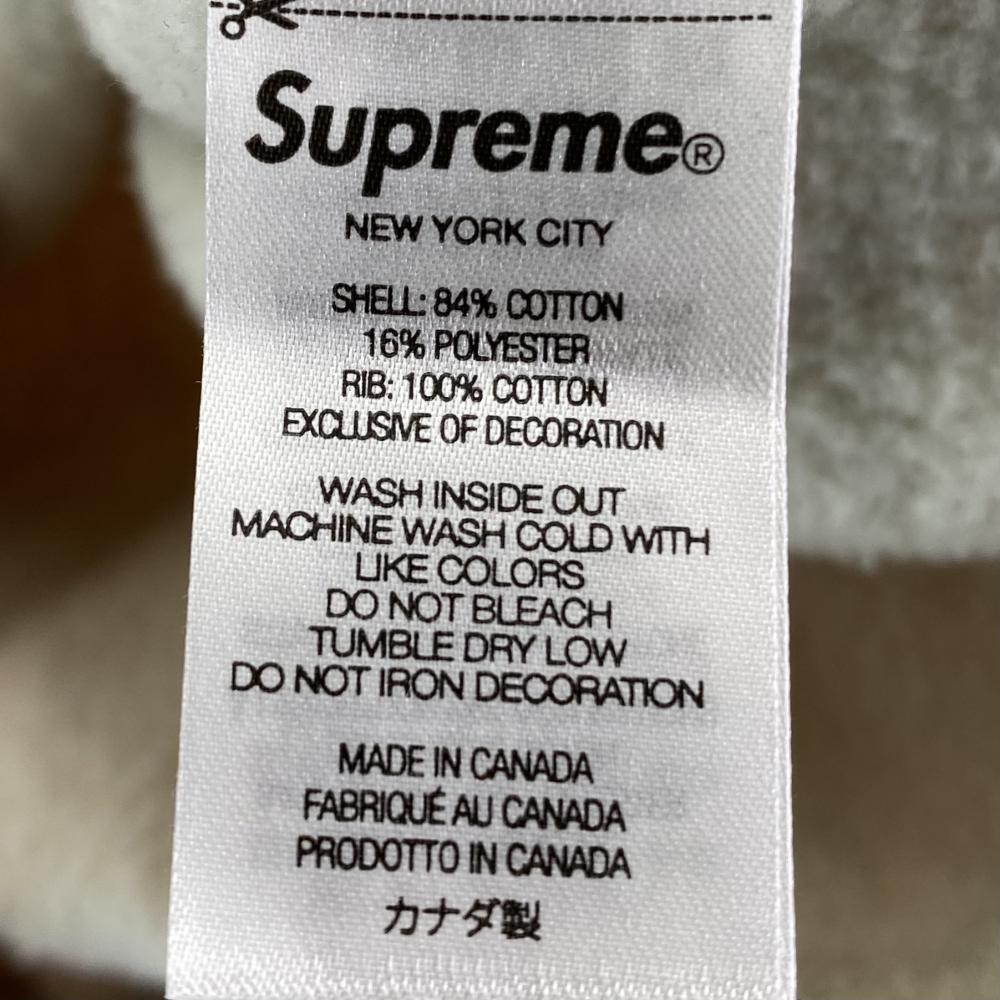 Supreme®
NEW YORK CITY
SHELL: 84% COTTON
16% POLYESTER
RIB: 100% COTTON
EXCLUSIVE OF DECORATION
WASH INSIDE OUT
MACHINE WASH COLD WITH
LIKE COLORS
DO NOT BLEACH
TUMBLE DRY LOW
DO NOT IRON DECORATION
MADE IN CANADA
FABRIQUÉ AU CANADA
PRODOTTO IN CANADA
カナダ製